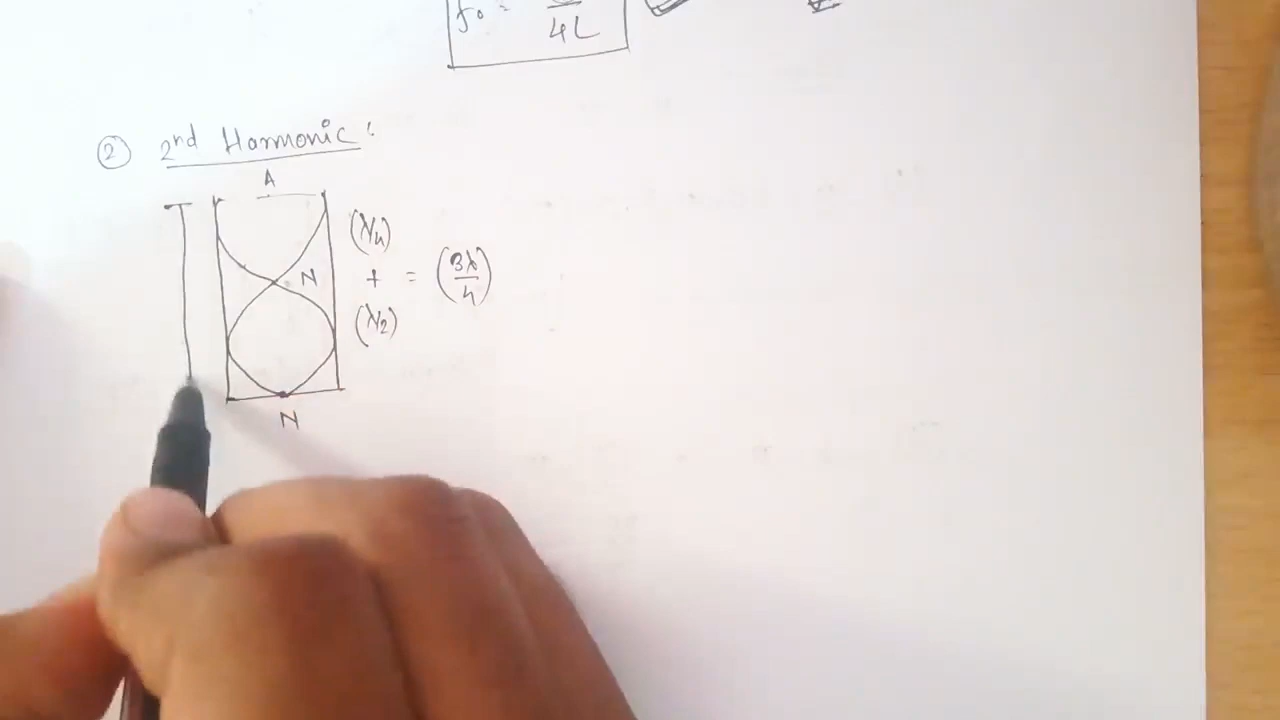 f₀ =
4L
② 2nd Harmonic :
A
(λ/4)
N + = (3λ/4)
(λ/2)
N